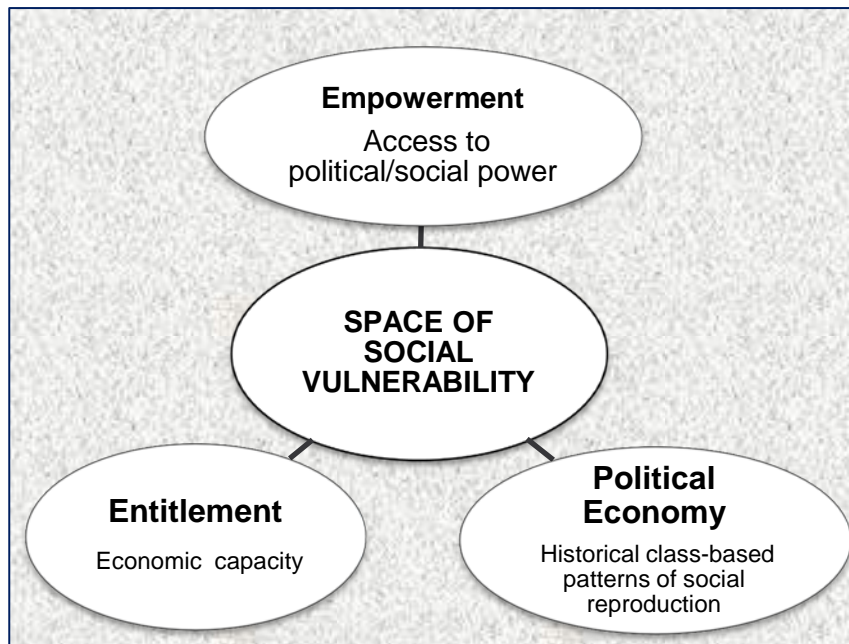 Empowerment
Access to
political/social power
SPACE OF
SOCIAL
VULNERABILITY
Entitlement
Economic capacity
Political
Economy
Historical class-based
patterns of social
reproduction